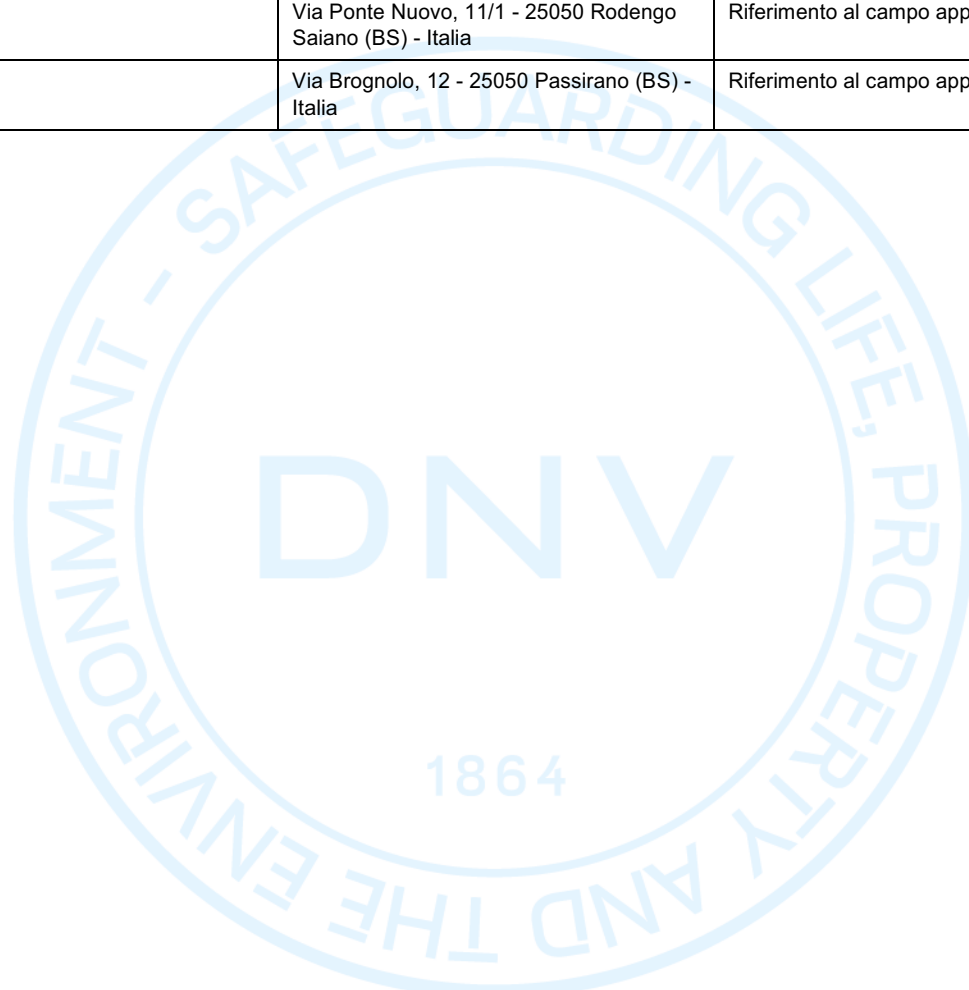 Via Ponte Nuovo, 11/1 - 25050 Rodengo
Saiano (BS) - Italia
Riferimento al campo app
Via Brognolo, 12 - 25050 Passirano (BS) -
Italia
Riferimento al campo app
SAFEGUARDING LIFE, PROPERTY AND THE ENVIRONMENT -
DNV
1864